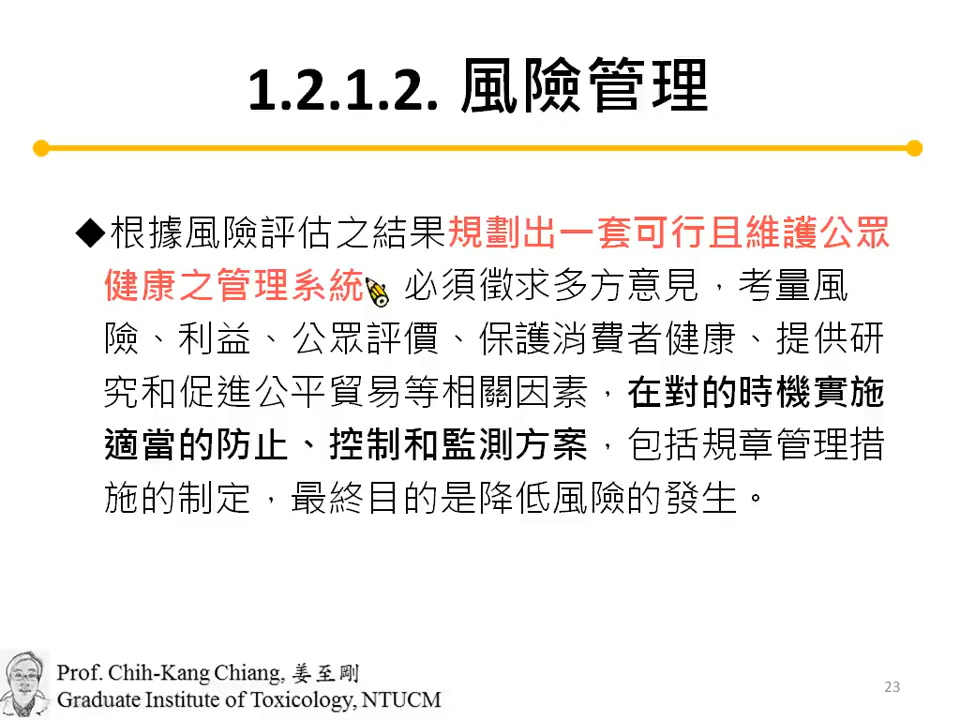 1.2.1.2. 風險管理
◆根據風險評估之結果規劃出一套可行且維護公眾
健康之管理系統 必須徵求多方意見，考量風
險、利益、公眾評價、保護消費者健康、提供研
究和促進公平貿易等相關因素，在對的時機實施
適當的防止、控制和監測方案，包括規章管理措
施的制定，最終目的是降低風險的發生。
Prof. Chih-Kang Chiang, 姜至剛
Graduate Institute of Toxicology, NTUCM
23